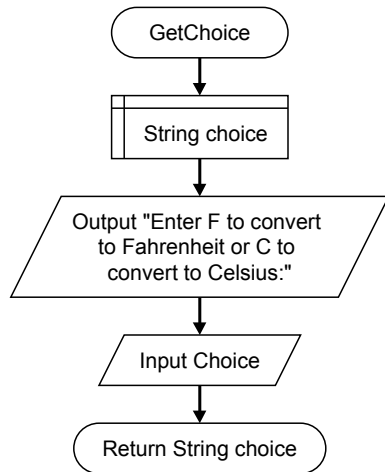 GetChoice
String choice
Output "Enter F to convert
to Fahrenheit or C to
convert to Celsius:"
Input Choice
Return String choice